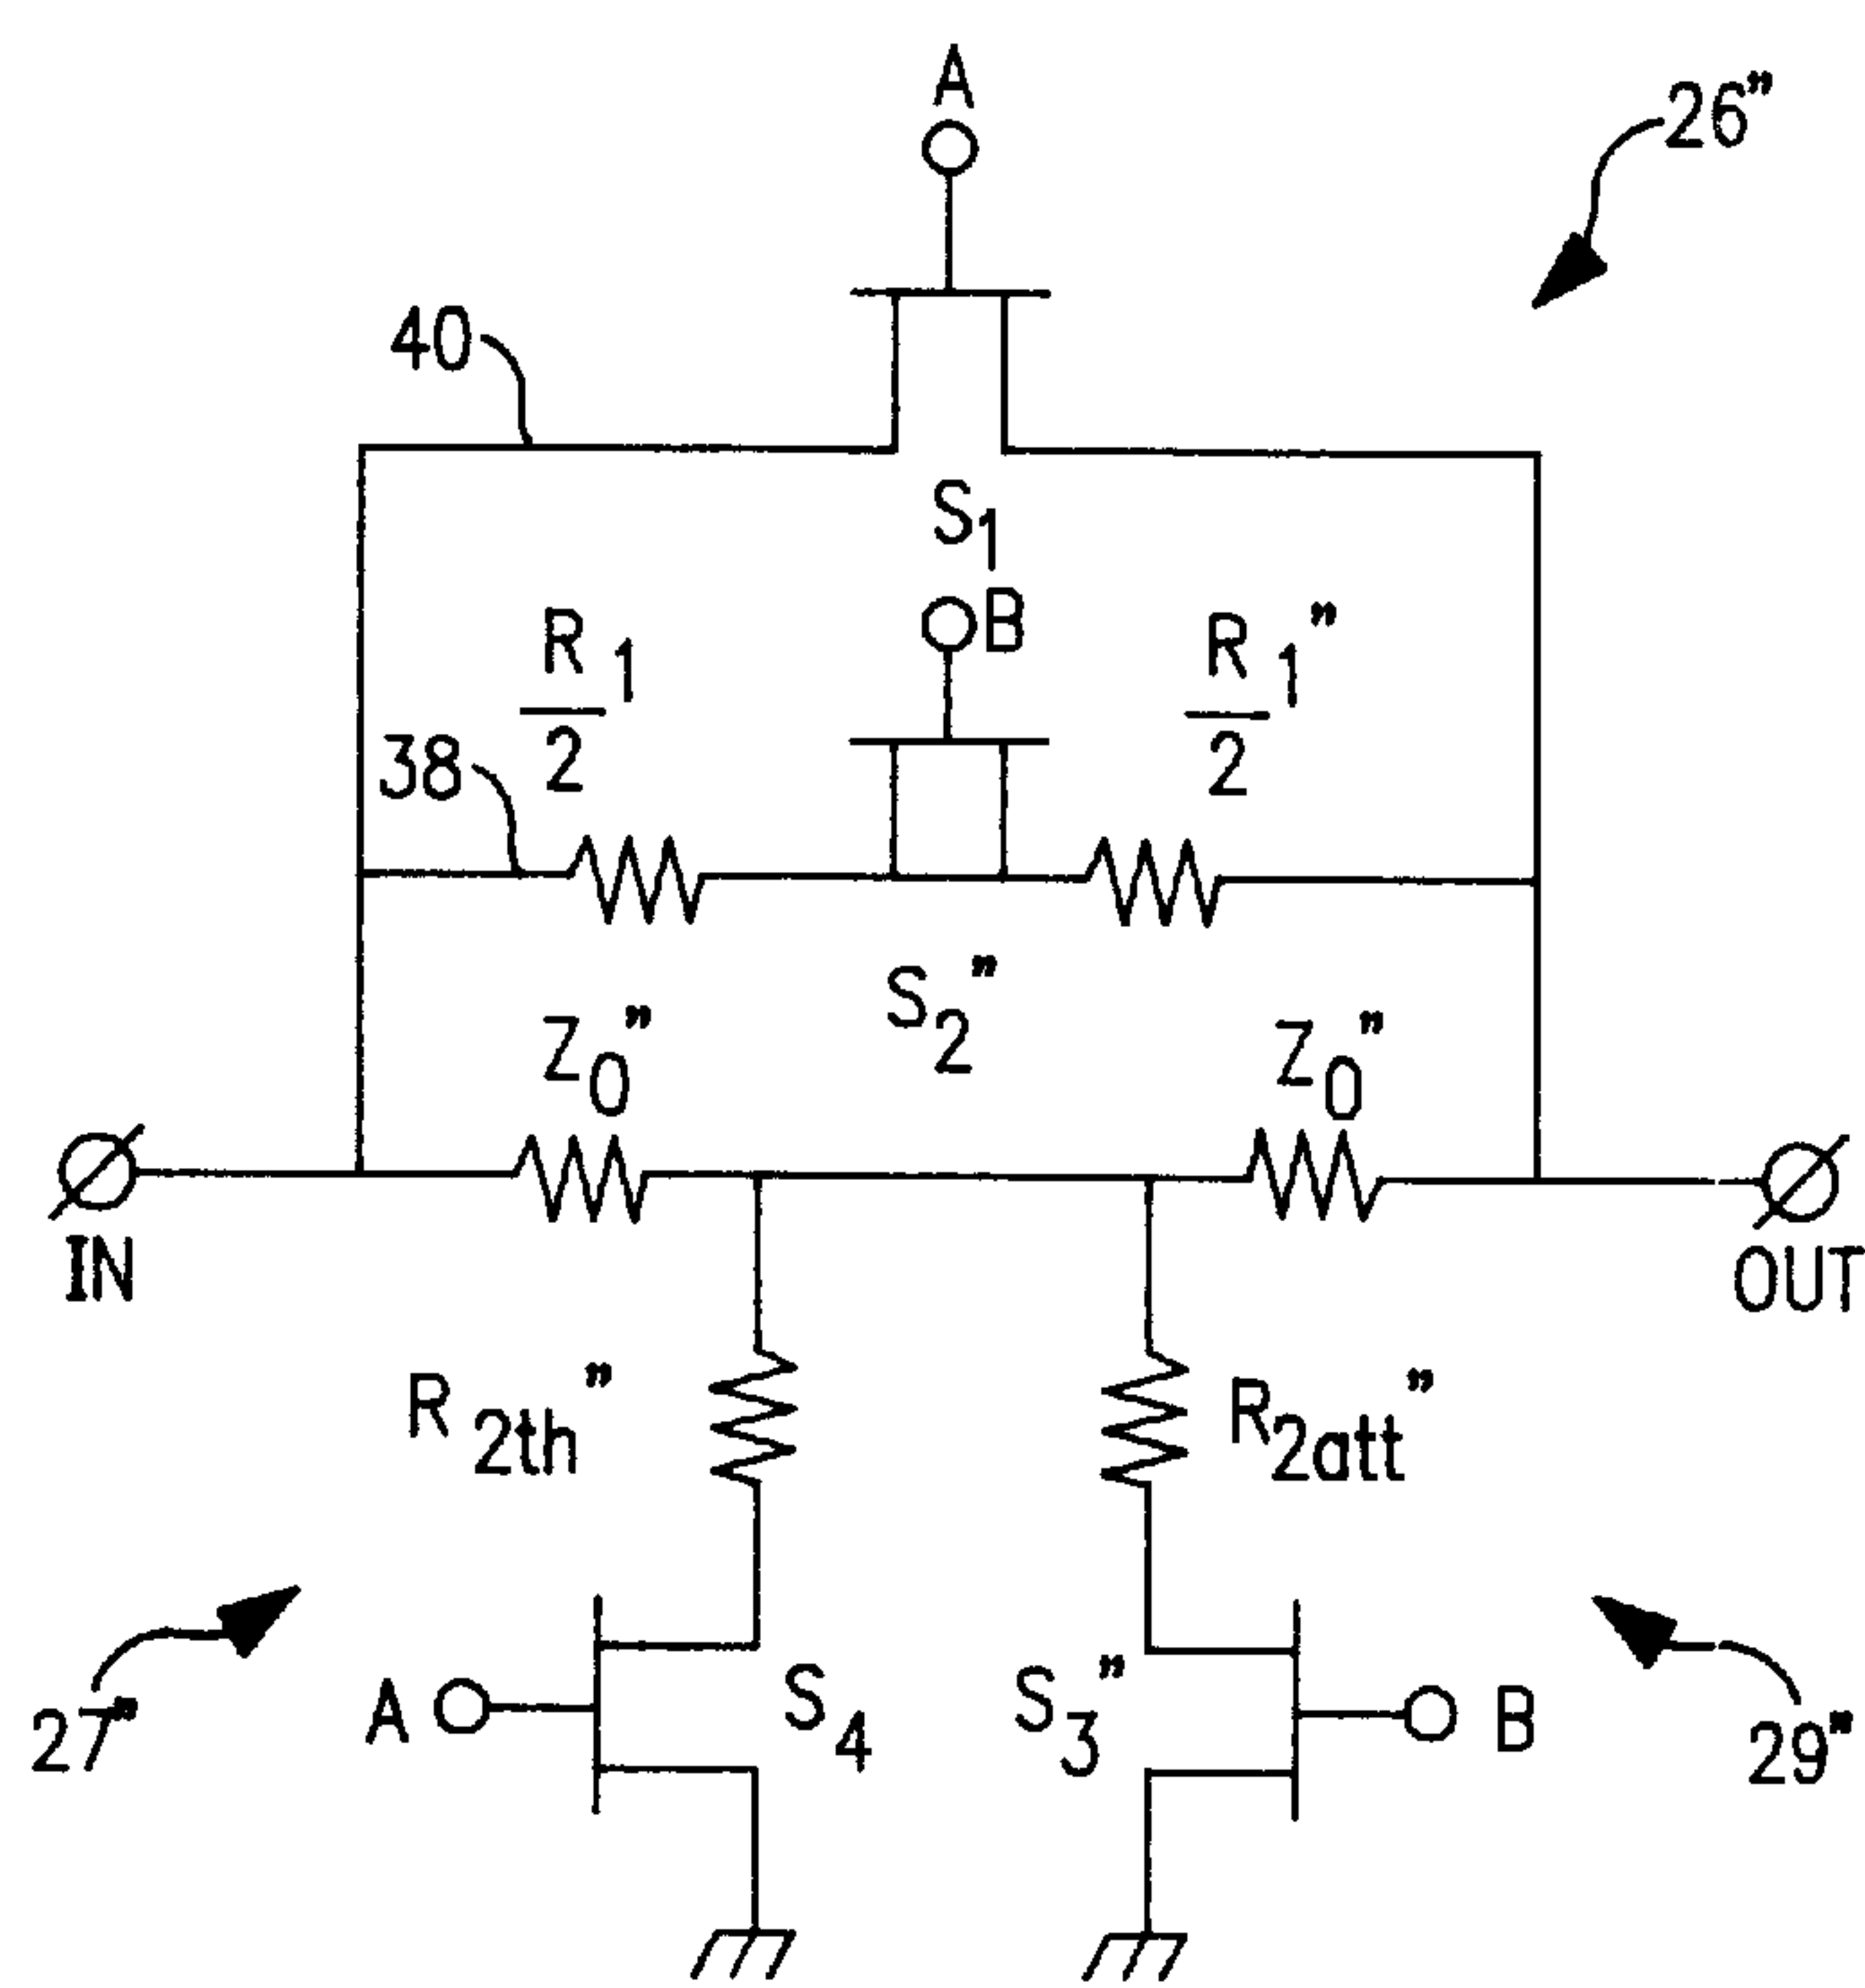 A
26”
40
S1
B
R1
2
R1”
2
38
S2”
Z0”
Z0”
IN
OUT
R2th”
R2att”
27”
A
S4
S3”
B
29”